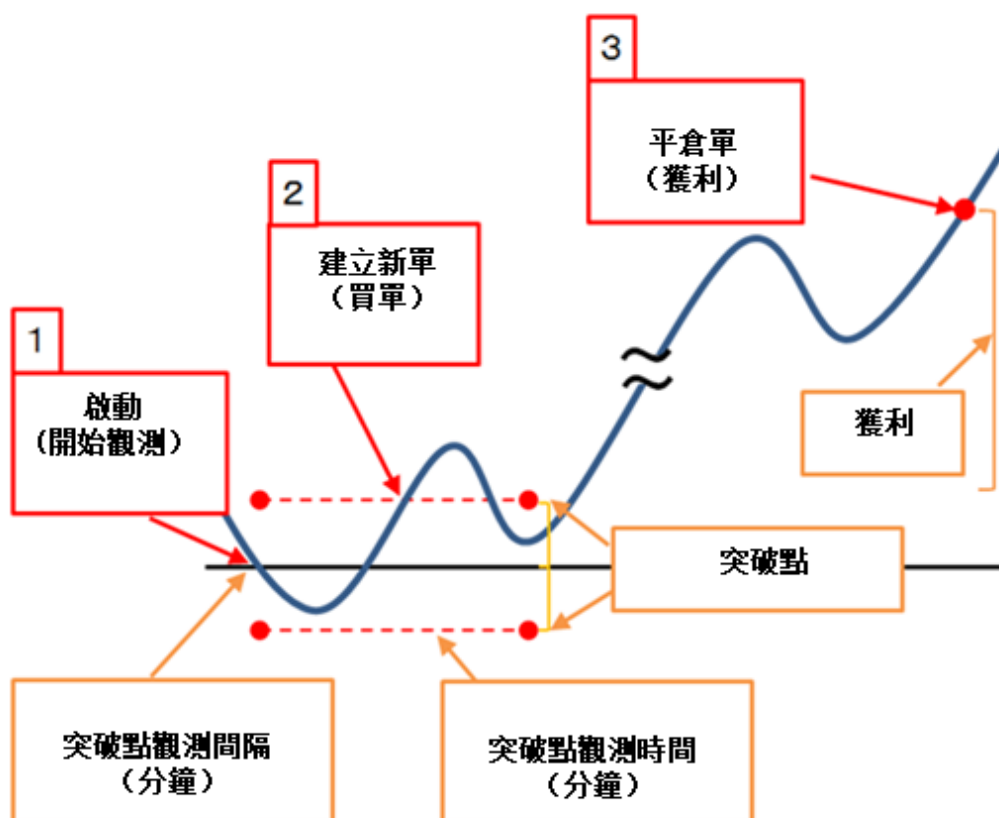 1
啟動
(開始觀測)
2
建立新單
(買單)
3
平倉單
(獲利)
獲利
突破點
突破點觀測間隔
(分鐘)
突破點觀測時間
(分鐘)